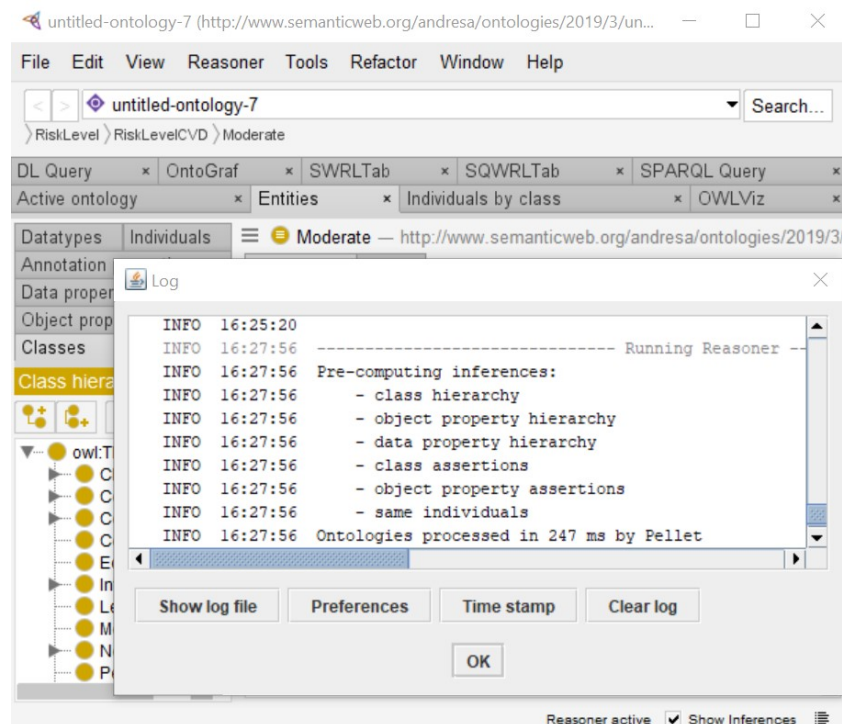 untitled-ontology-7 (http://www.semanticweb.org/andresa/ontologies/2019/3/un...
File Edit View Reasoner Tools Refactor Window Help
< > untitled-ontology-7 Search...
RiskLevel RiskLevelCVD Moderate
DL Query × OntoGraf × SWRLTab × SQWRLTab × SPARQL Query ×
Active ontology × Entities × Individuals by class × OWLViz ×
Datatypes Individuals Moderate — http://www.semanticweb.org/andresa/ontologies/2019/3/
Annotation
Data proper
Object prop
Classes
Class hiera
owl:T
C
C
C
C
E
In
L
M
N
P
Log
INFO 16:25:20
INFO 16:27:56 ------------------------------- Running Reasoner --
INFO 16:27:56 Pre-computing inferences:
INFO 16:27:56 - class hierarchy
INFO 16:27:56 - object property hierarchy
INFO 16:27:56 - data property hierarchy
INFO 16:27:56 - class assertions
INFO 16:27:56 - object property assertions
INFO 16:27:56 - same individuals
INFO 16:27:56 Ontologies processed in 247 ms by Pellet
Show log file Preferences Time stamp Clear log
OK
Reasoner active Show Inferences